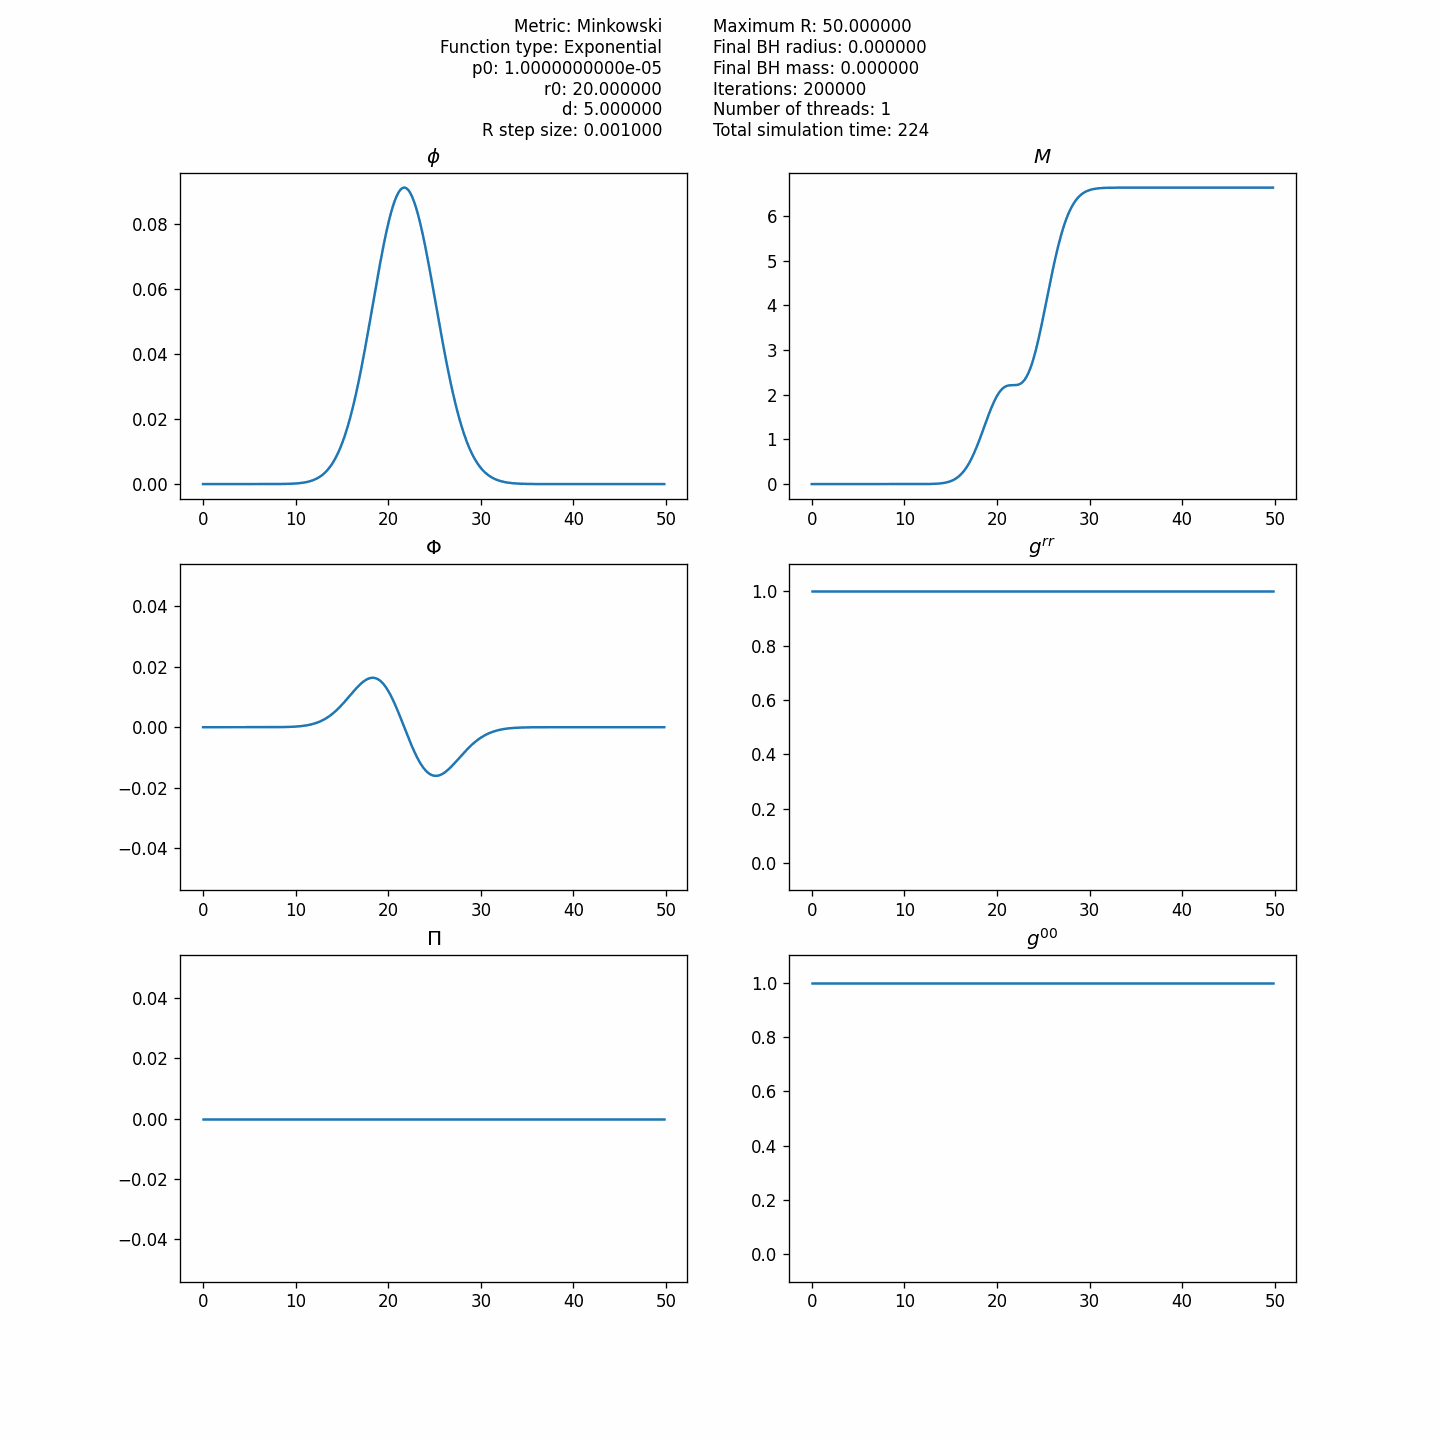 Metric: Minkowski
Function type: Exponential
p0: 1.0000000000e-05
r0: 20.000000
d: 5.000000
R step size: 0.001000
Maximum R: 50.000000
Final BH radius: 0.000000
Final BH mass: 0.000000
Iterations: 200000
Number of threads: 1
Total simulation time: 224
ϕ
0.08
0.06
0.04
0.02
0.00
0 10 20 30 40 50
M
6
5
4
3
2
1
0
0 10 20 30 40 50
Φ
0.04
0.02
0.00
−0.02
−0.04
0 10 20 30 40 50
g^{rr}
1.0
0.8
0.6
0.4
0.2
0.0
0 10 20 30 40 50
Π
0.04
0.02
0.00
−0.02
−0.04
0 10 20 30 40 50
g^{00}
1.0
0.8
0.6
0.4
0.2
0.0
0 10 20 30 40 50